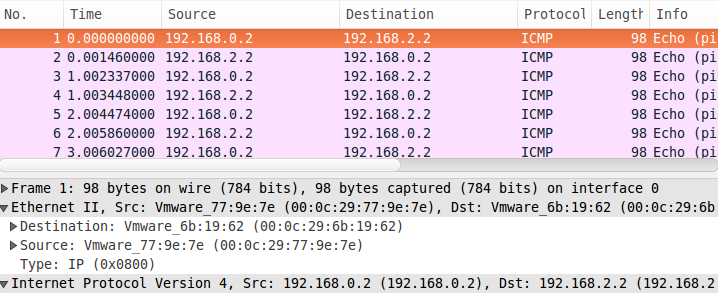 No. Time Source Destination Protocol Length Info
1 0.000000000 192.168.0.2 192.168.2.2 ICMP 98 Echo (pi
2 0.001460000 192.168.2.2 192.168.0.2 ICMP 98 Echo (pi
3 1.002337000 192.168.0.2 192.168.2.2 ICMP 98 Echo (pi
4 1.003448000 192.168.2.2 192.168.0.2 ICMP 98 Echo (pi
5 2.004474000 192.168.0.2 192.168.2.2 ICMP 98 Echo (pi
6 2.005860000 192.168.2.2 192.168.0.2 ICMP 98 Echo (pi
7 3.006027000 192.168.0.2 192.168.2.2 ICMP 98 Echo (pi
Frame 1: 98 bytes on wire (784 bits), 98 bytes captured (784 bits) on interface 0
Ethernet II, Src: Vmware_77:9e:7e (00:0c:29:77:9e:7e), Dst: Vmware_6b:19:62 (00:0c:29:6b
Destination: Vmware_6b:19:62 (00:0c:29:6b:19:62)
Source: Vmware_77:9e:7e (00:0c:29:77:9e:7e)
Type: IP (0x0800)
Internet Protocol Version 4, Src: 192.168.0.2 (192.168.0.2), Dst: 192.168.2.2 (192.168.2